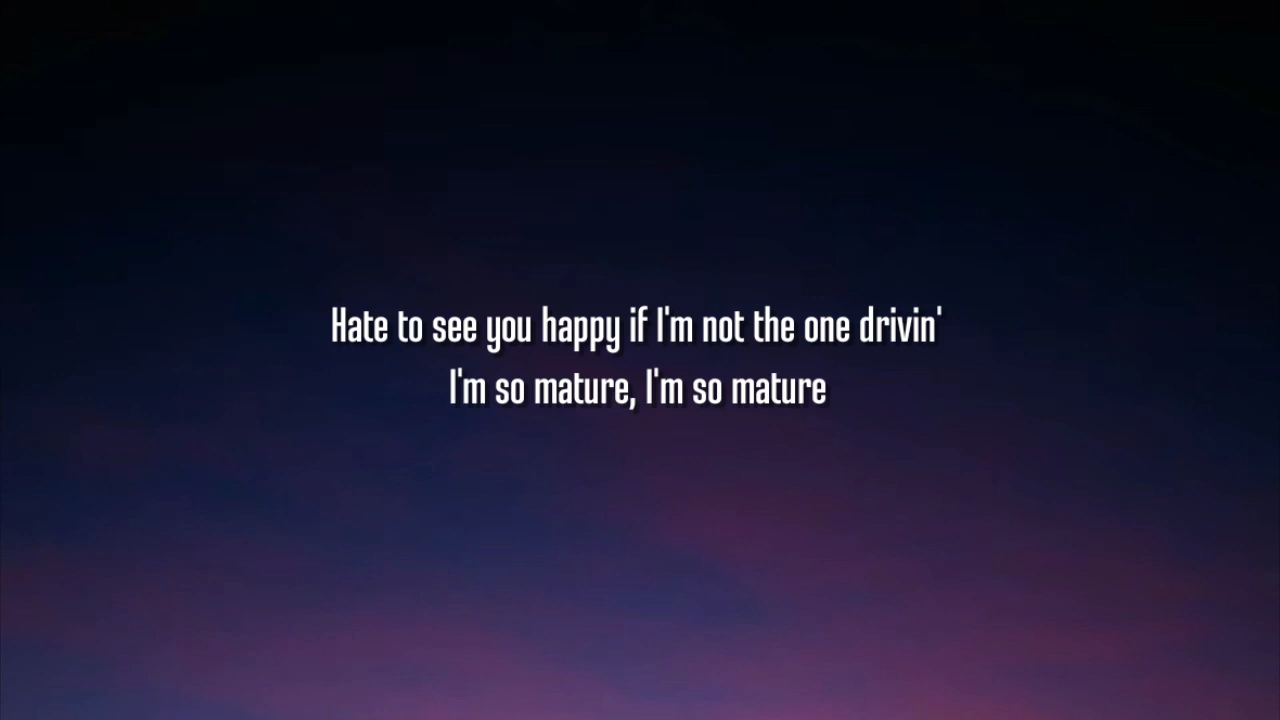 Hate to see you happy if I'm not the one drivin'
I'm so mature, I'm so mature